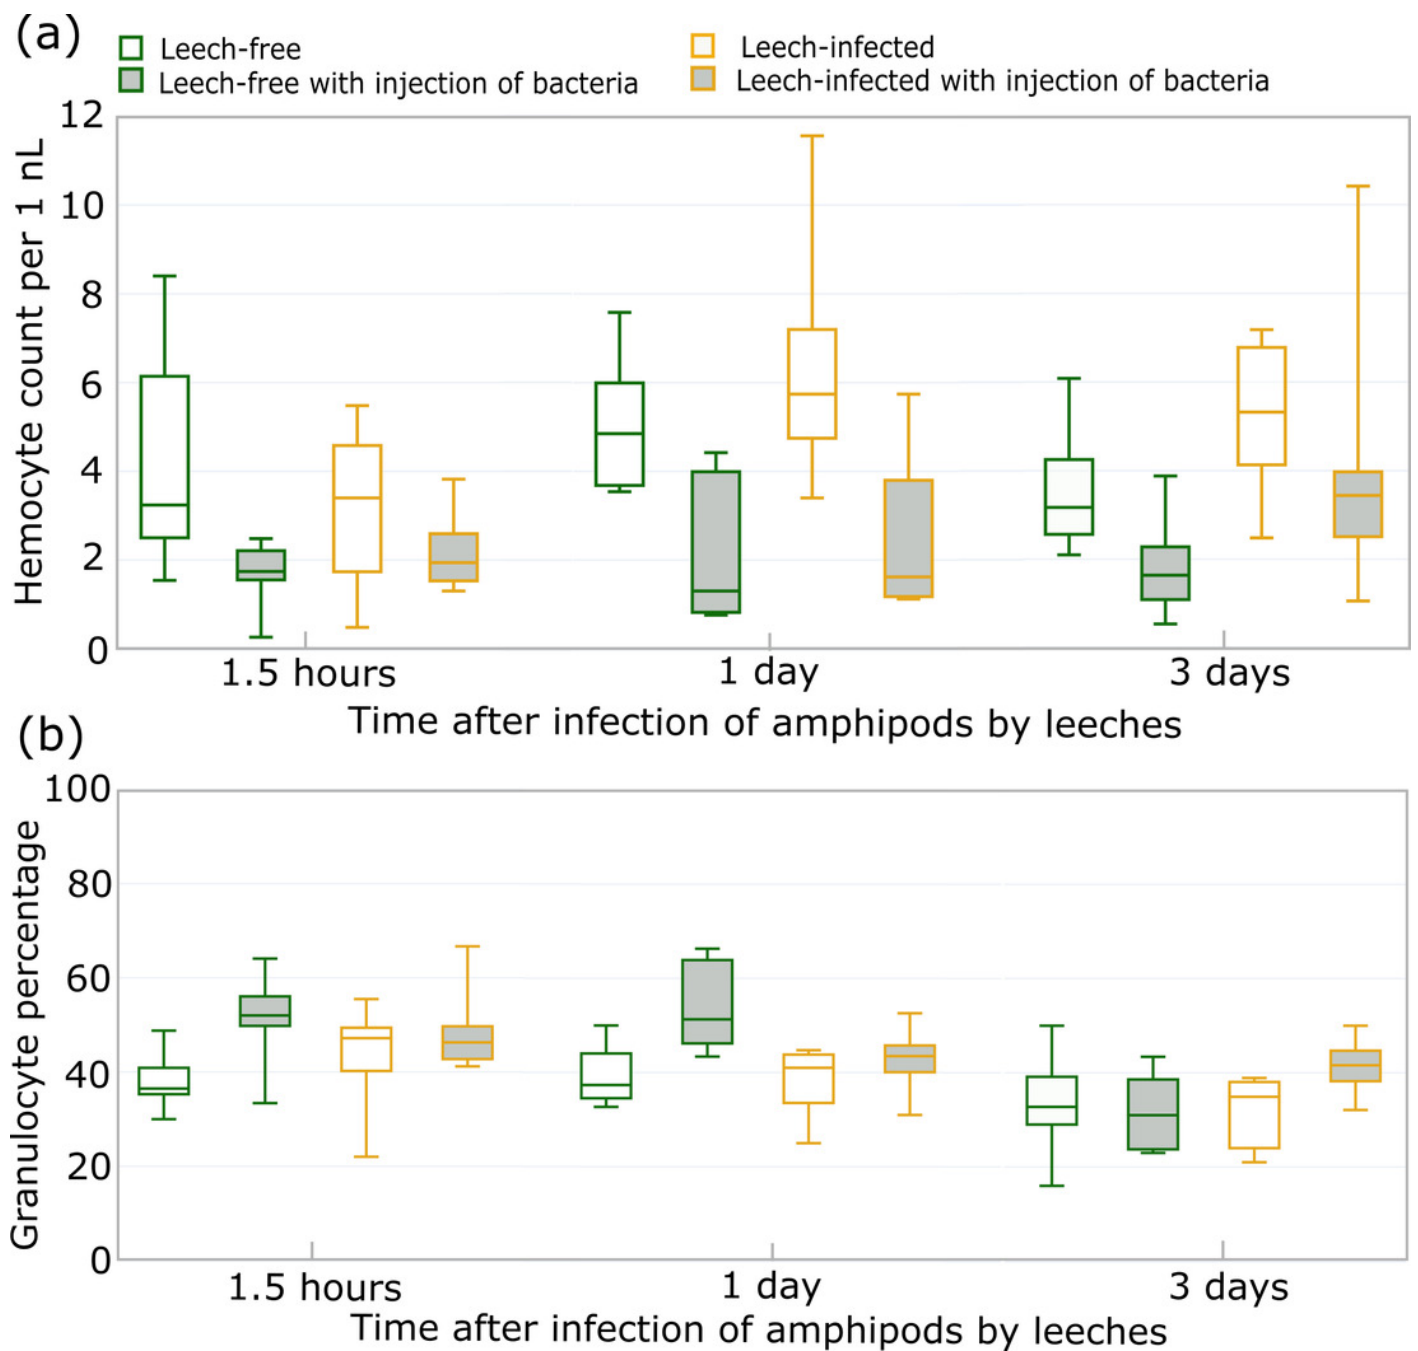 (a)
Leech-free
Leech-infected
Leech-free with injection of bacteria
Leech-infected with injection of bacteria
Hemocyte count per 1 nL
12
10
8
6
4
2
0
1.5 hours
1 day
3 days
Time after infection of amphipods by leeches
(b)
Granulocyte percentage
100
80
60
40
20
0
1.5 hours
1 day
3 days
Time after infection of amphipods by leeches